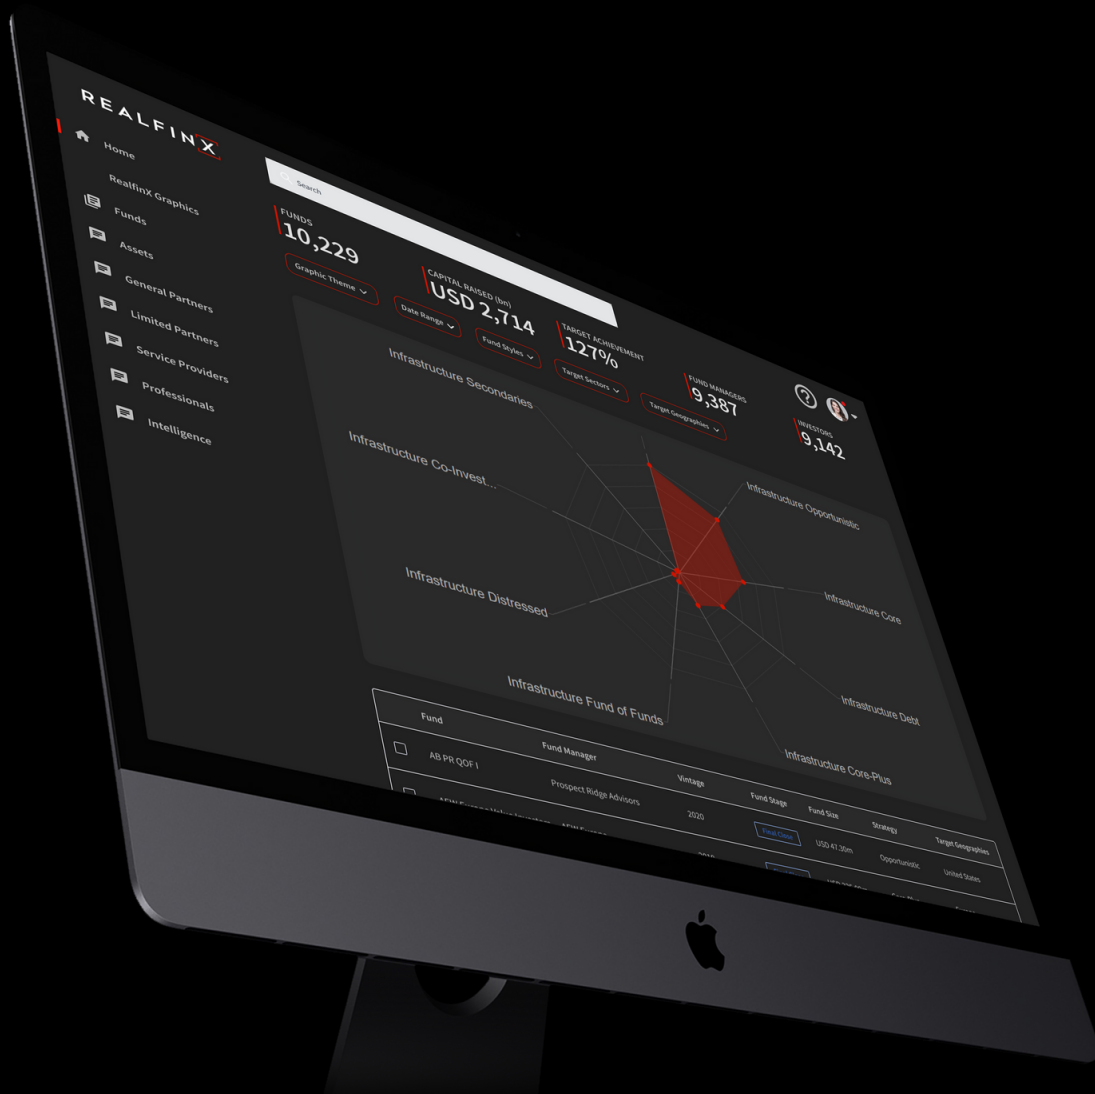 REALFINX
Home
RealfinX Graphics
Funds
Assets
General Partners
Limited Partners
Service Providers
Professionals
Intelligence
Search
FUNDS
10,229
CAPITAL RAISED (bn)
USD 2,714
TARGET ACHIEVEMENT
127%
FUND MANAGERS
9,387
INVESTORS
9,142
Graphic Theme
Date Range
Fund Styles
Target Sectors
Target Geographies
Infrastructure Secondaries
Infrastructure Co-Invest...
Infrastructure Distressed
Infrastructure Fund of Funds
Infrastructure Opportunistic
Infrastructure Core
Infrastructure Debt
Infrastructure Core-Plus
Fund Fund Manager Vintage Fund Stage Fund Size Strategy Target Geographies
AB PR QOF I Prospect Ridge Advisors 2020 Final Close USD 47.30m Opportunistic United States